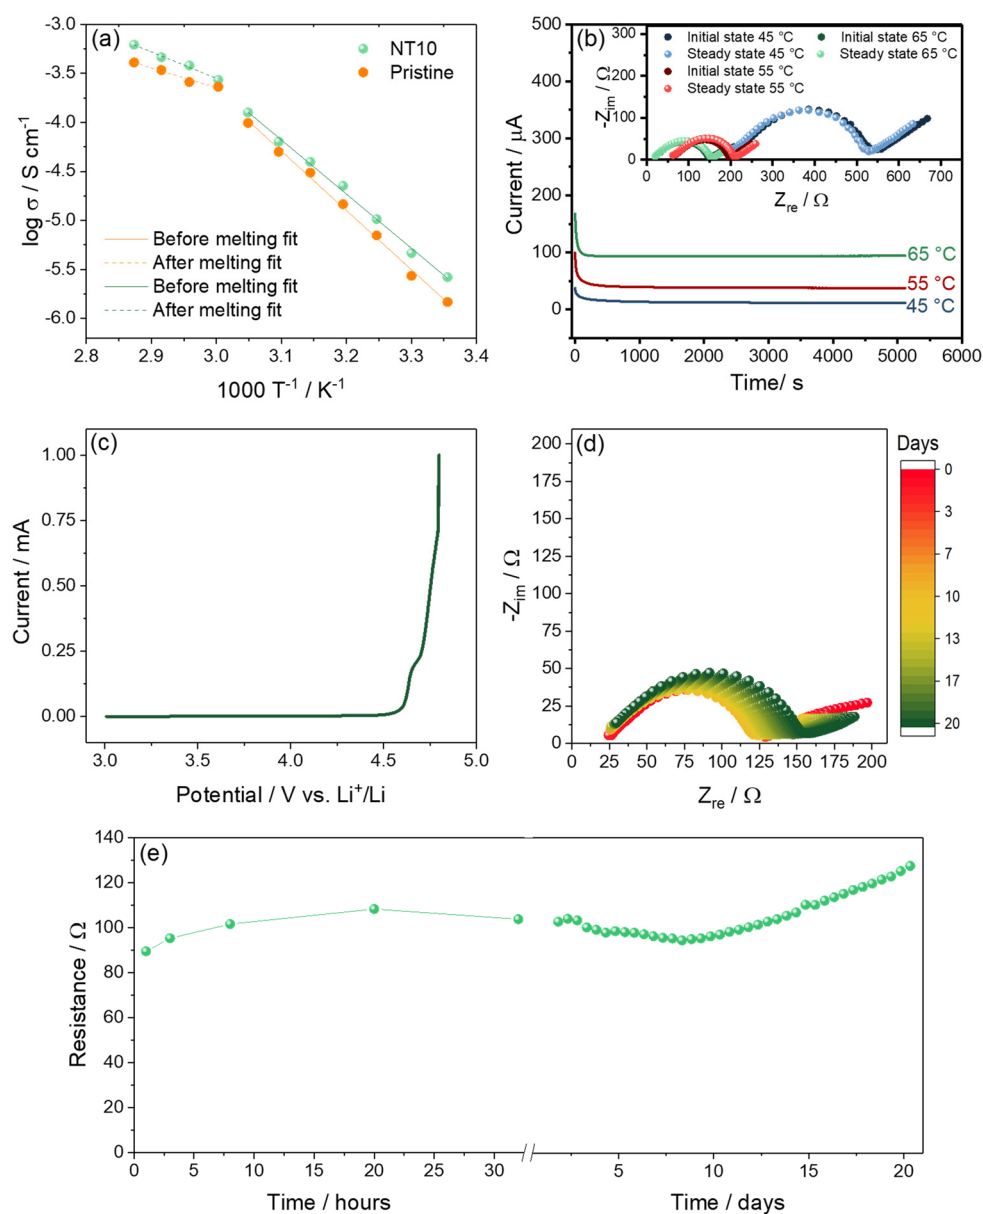 (a)
-3.0
-3.5
-4.0
-4.5
-5.0
-5.5
-6.0
log σ / S cm⁻¹
NT10
Pristine
Before melting fit
After melting fit
Before melting fit
After melting fit
2.8 2.9 3.0 3.1 3.2 3.3 3.4
1000 T⁻¹ / K⁻¹
(b)
500
400
300
200
100
0
Current / µA
300
200
100
0
-Z_im / Ω
Initial state 45 °C
Steady state 45 °C
Initial state 55 °C
Steady state 55 °C
Initial state 65 °C
Steady state 65 °C
0 100 200 300 400 500 600 700
Z_re / Ω
65 °C
55 °C
45 °C
0 1000 2000 3000 4000 5000 6000
Time/ s
(c)
1.00
0.75
0.50
0.25
0.00
Current / mA
3.0 3.5 4.0 4.5 5.0
Potential / V vs. Li⁺/Li
(d)
200
175
150
125
100
75
50
25
0
-Z_im / Ω
0 25 50 75 100 125 150 175 200
Z_re / Ω
Days
0
3
7
10
13
17
20
(e)
140
120
100
80
60
40
20
0
Resistance / Ω
0 5 10 15 20 25 30 5 10 15 20
Time / hours
Time / days